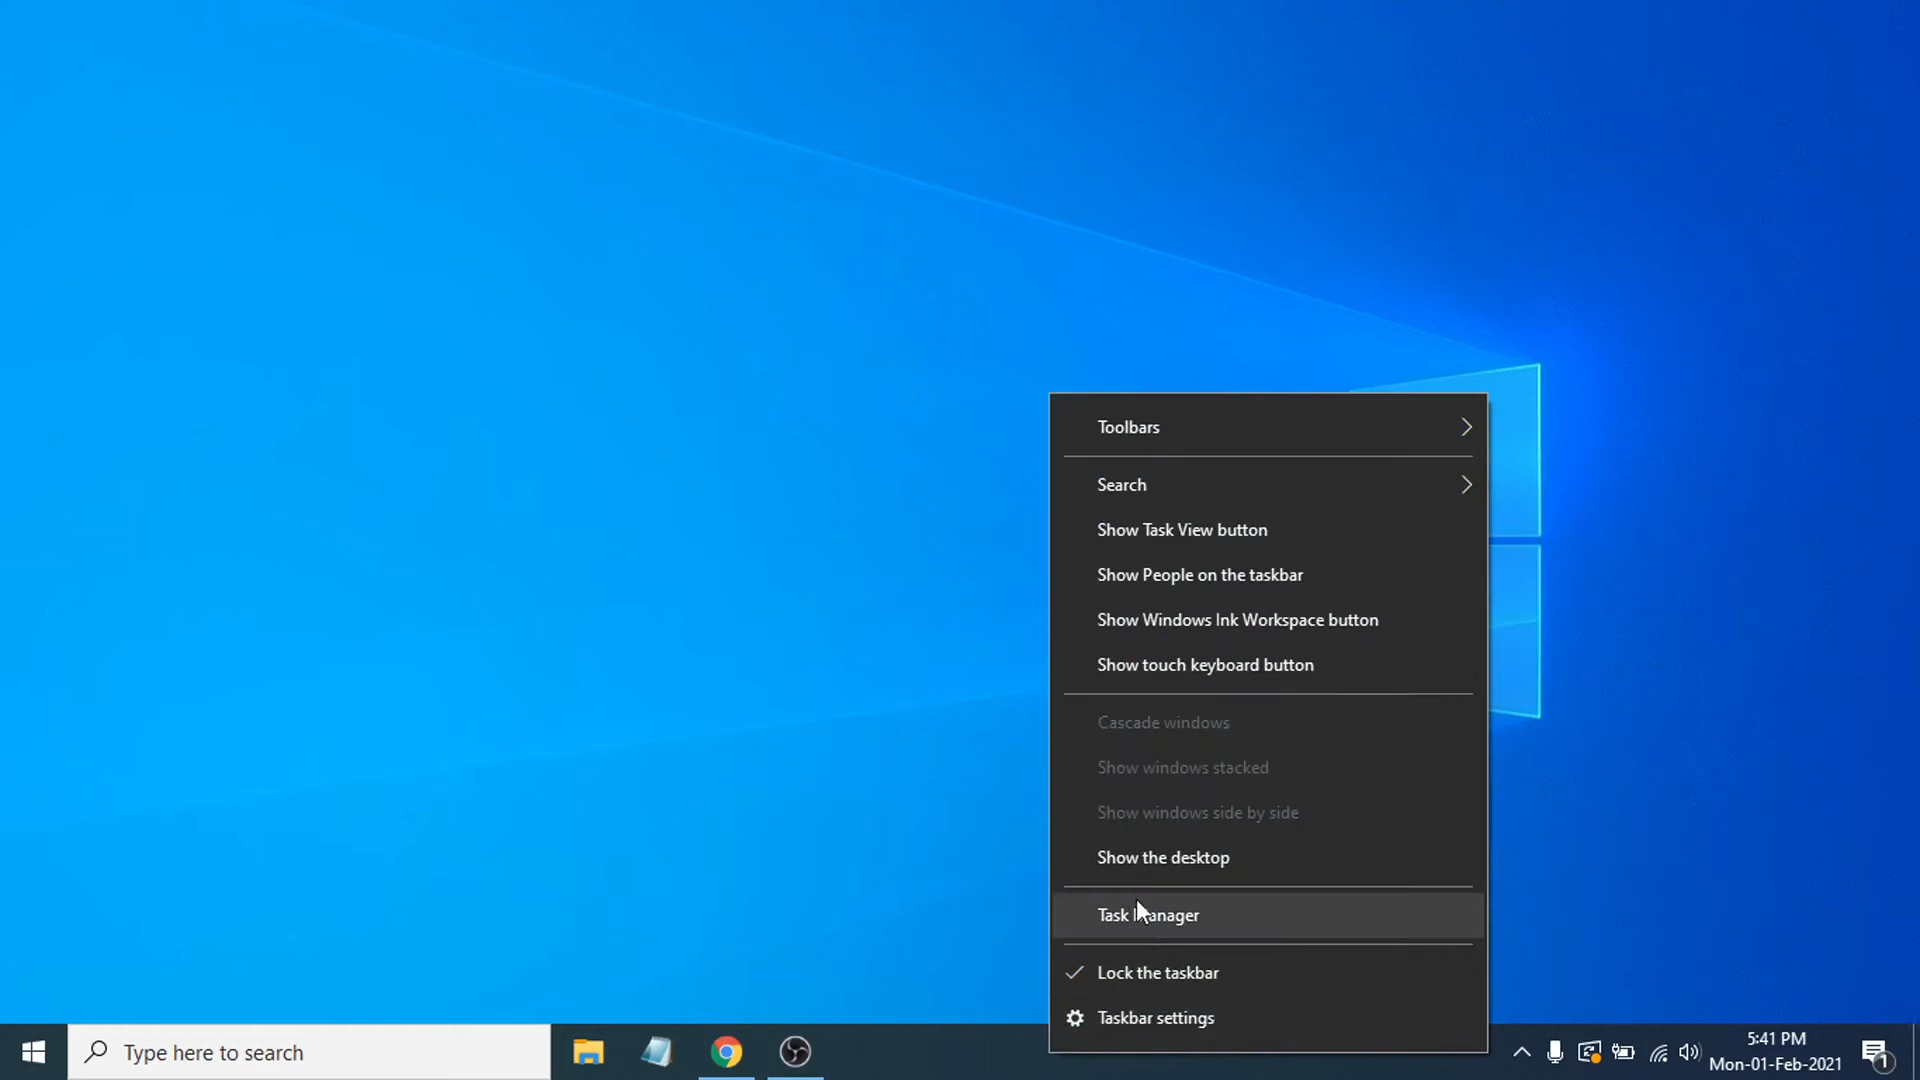 Toolbars
Search
Show Task View button
Show People on the taskbar
Show Windows Ink Workspace button
Show touch keyboard button
Cascade windows
Show windows stacked
Show windows side by side
Show the desktop
Task Manager
Lock the taskbar
Taskbar settings
Type here to search
5:41 PM
Mon-01-Feb-2021
1